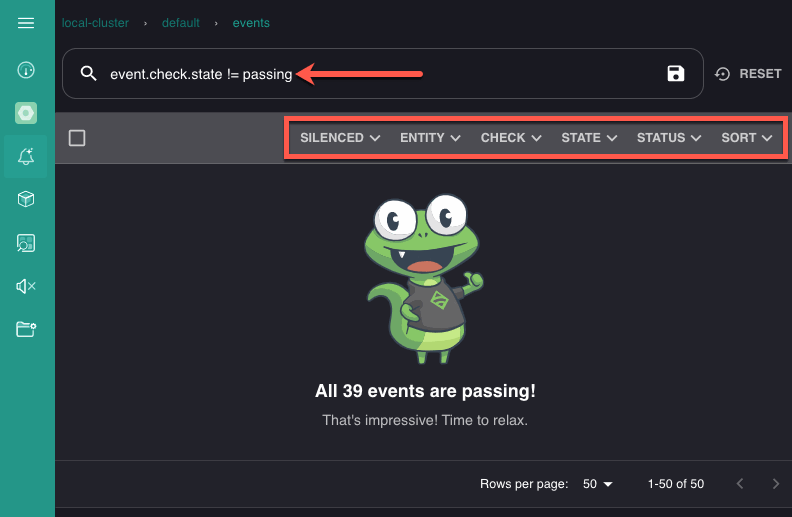 local-cluster › default › events
event.check.state != passing
RESET
SILENCED ENTITY CHECK STATE STATUS SORT
All 39 events are passing!
That's impressive! Time to relax.
Rows per page: 50 1-50 of 50